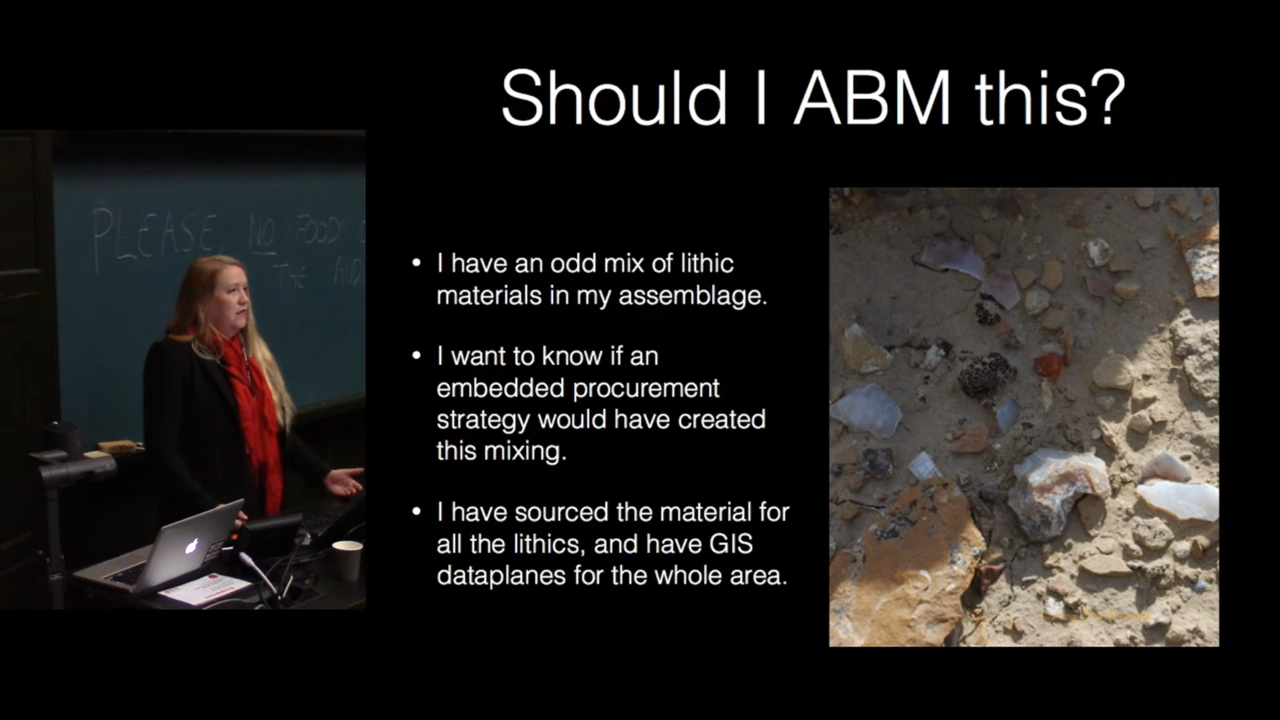 Should I ABM this?
PLEASE, NO FOOD
THE
• I have an odd mix of lithic
materials in my assemblage.
• I want to know if an
embedded procurement
strategy would have created
this mixing.
• I have sourced the material for
all the lithics, and have GIS
dataplanes for the whole area.